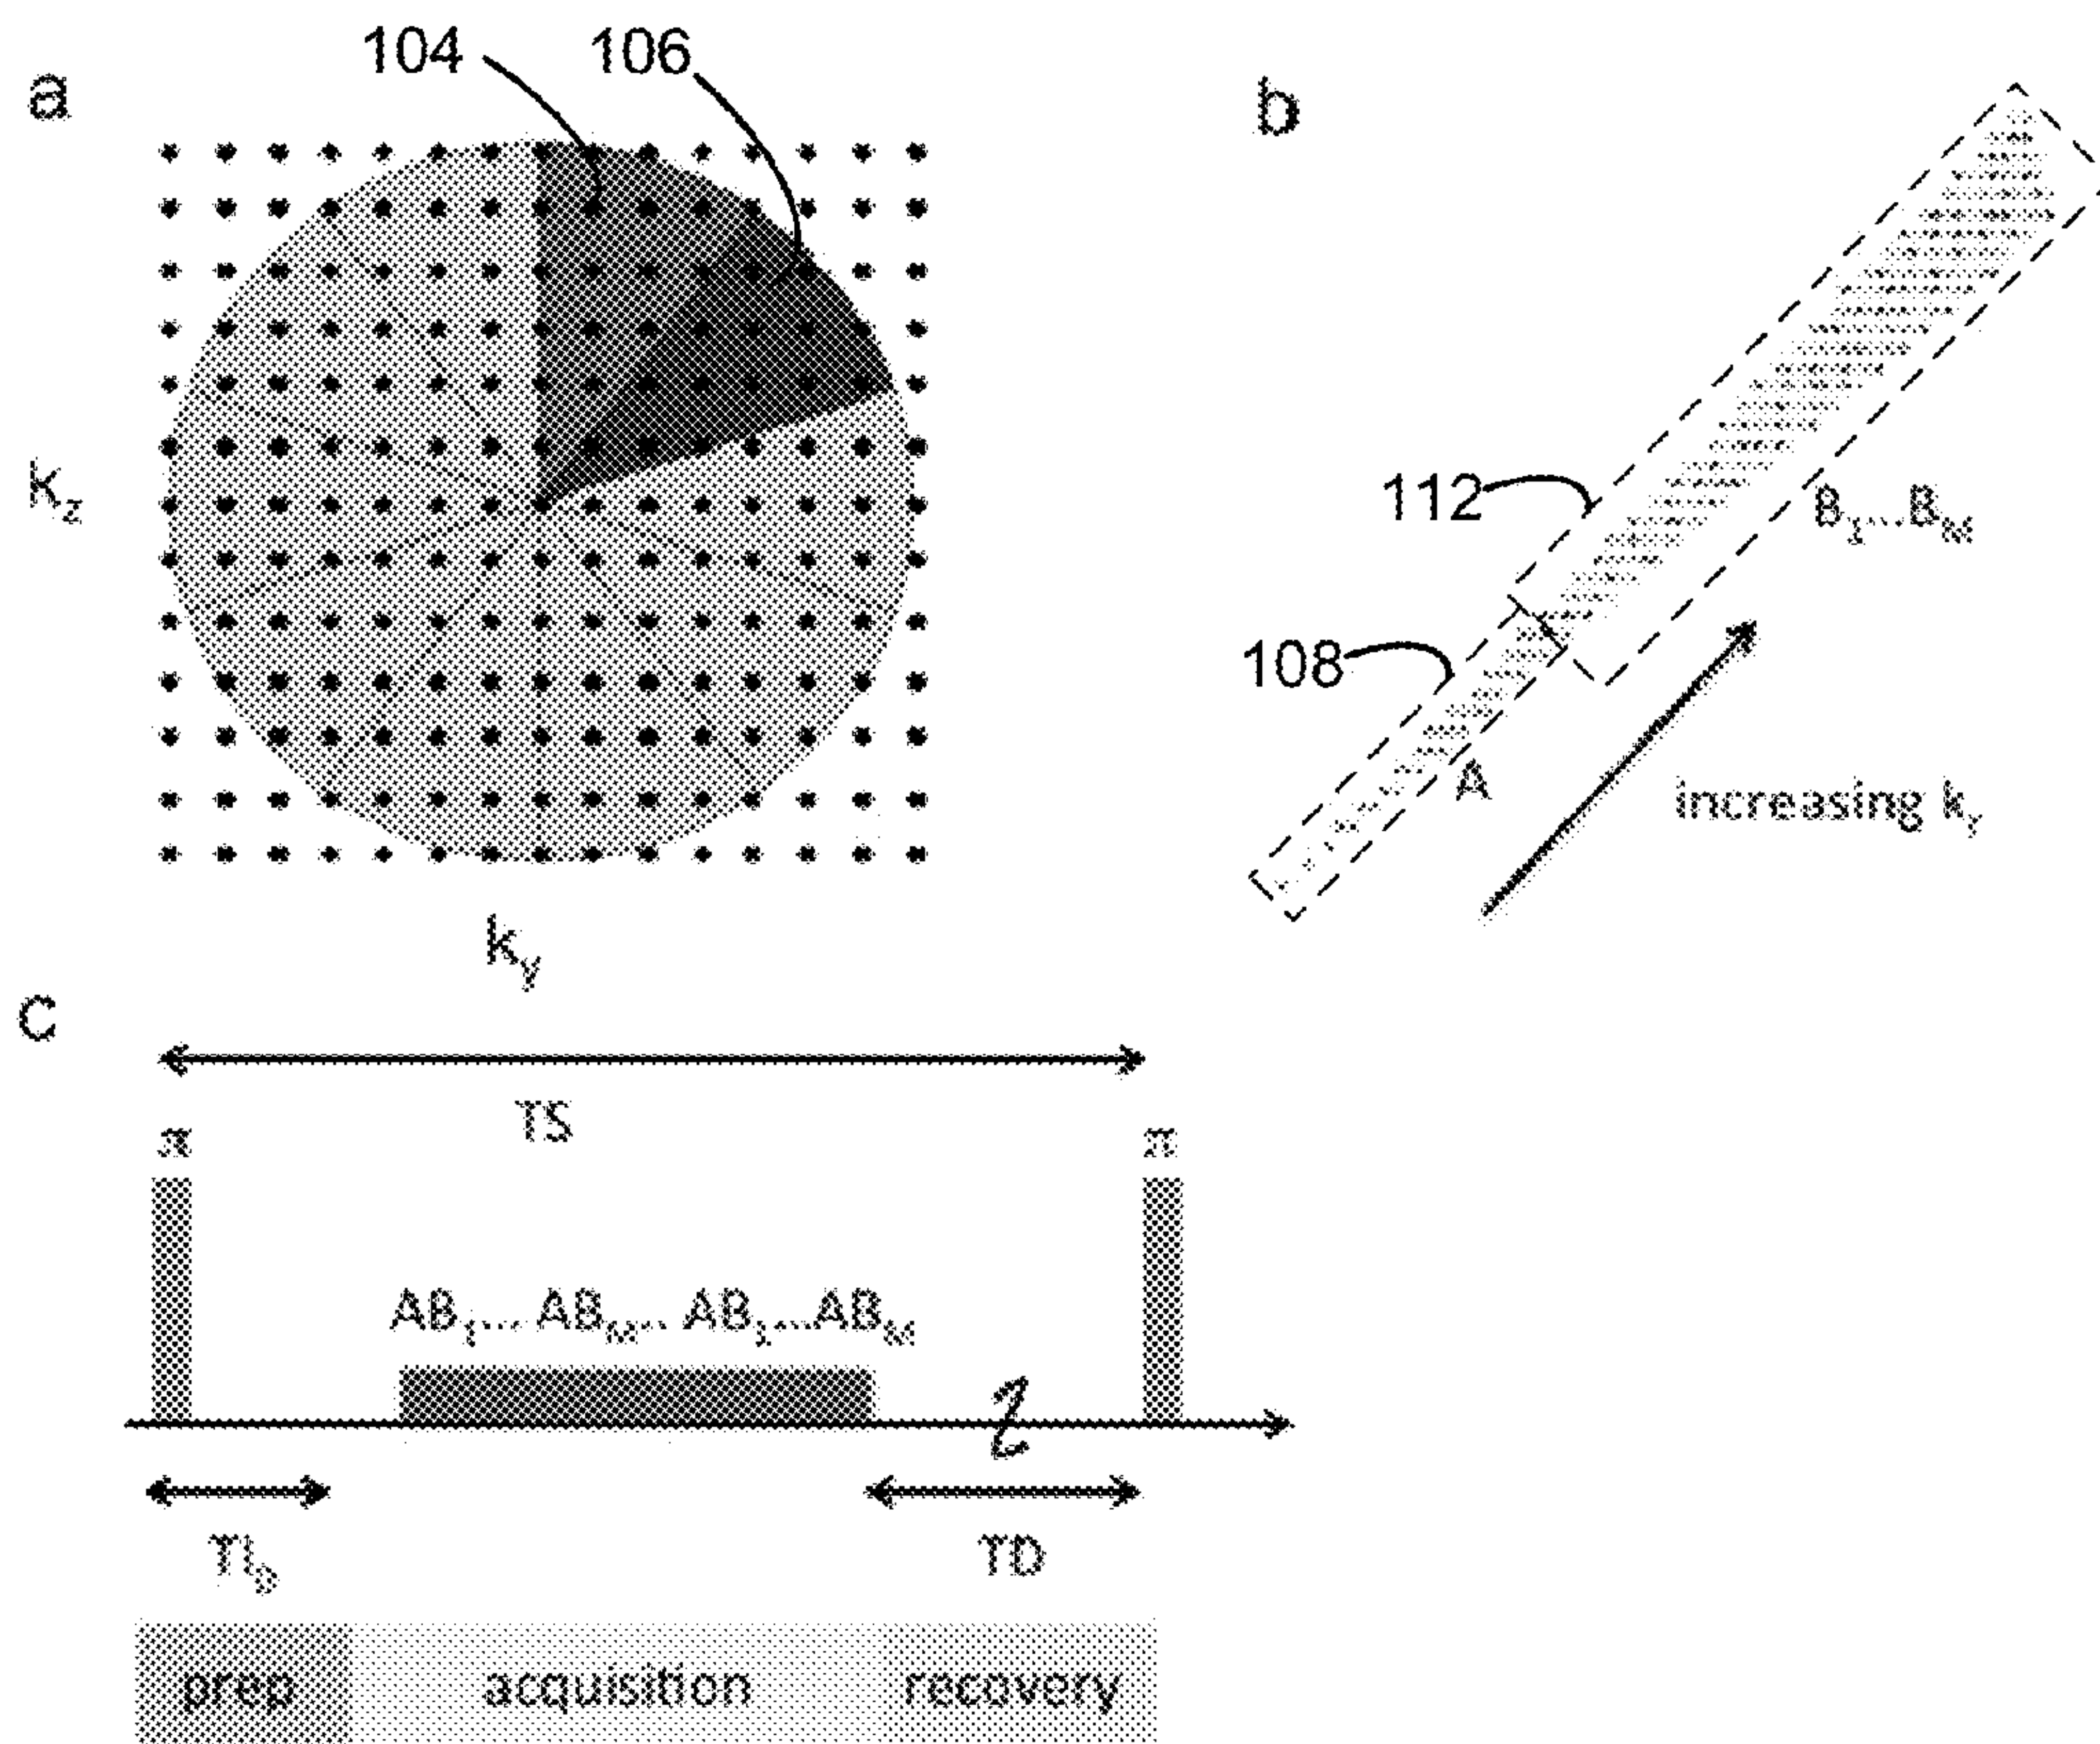 a
104 106
b
kz
ky
112
B1...BM
108
A
increasing kr
c
TS
π π
AB1... ABM... AB1...ABM
TIp
TD
prep acquisition recovery